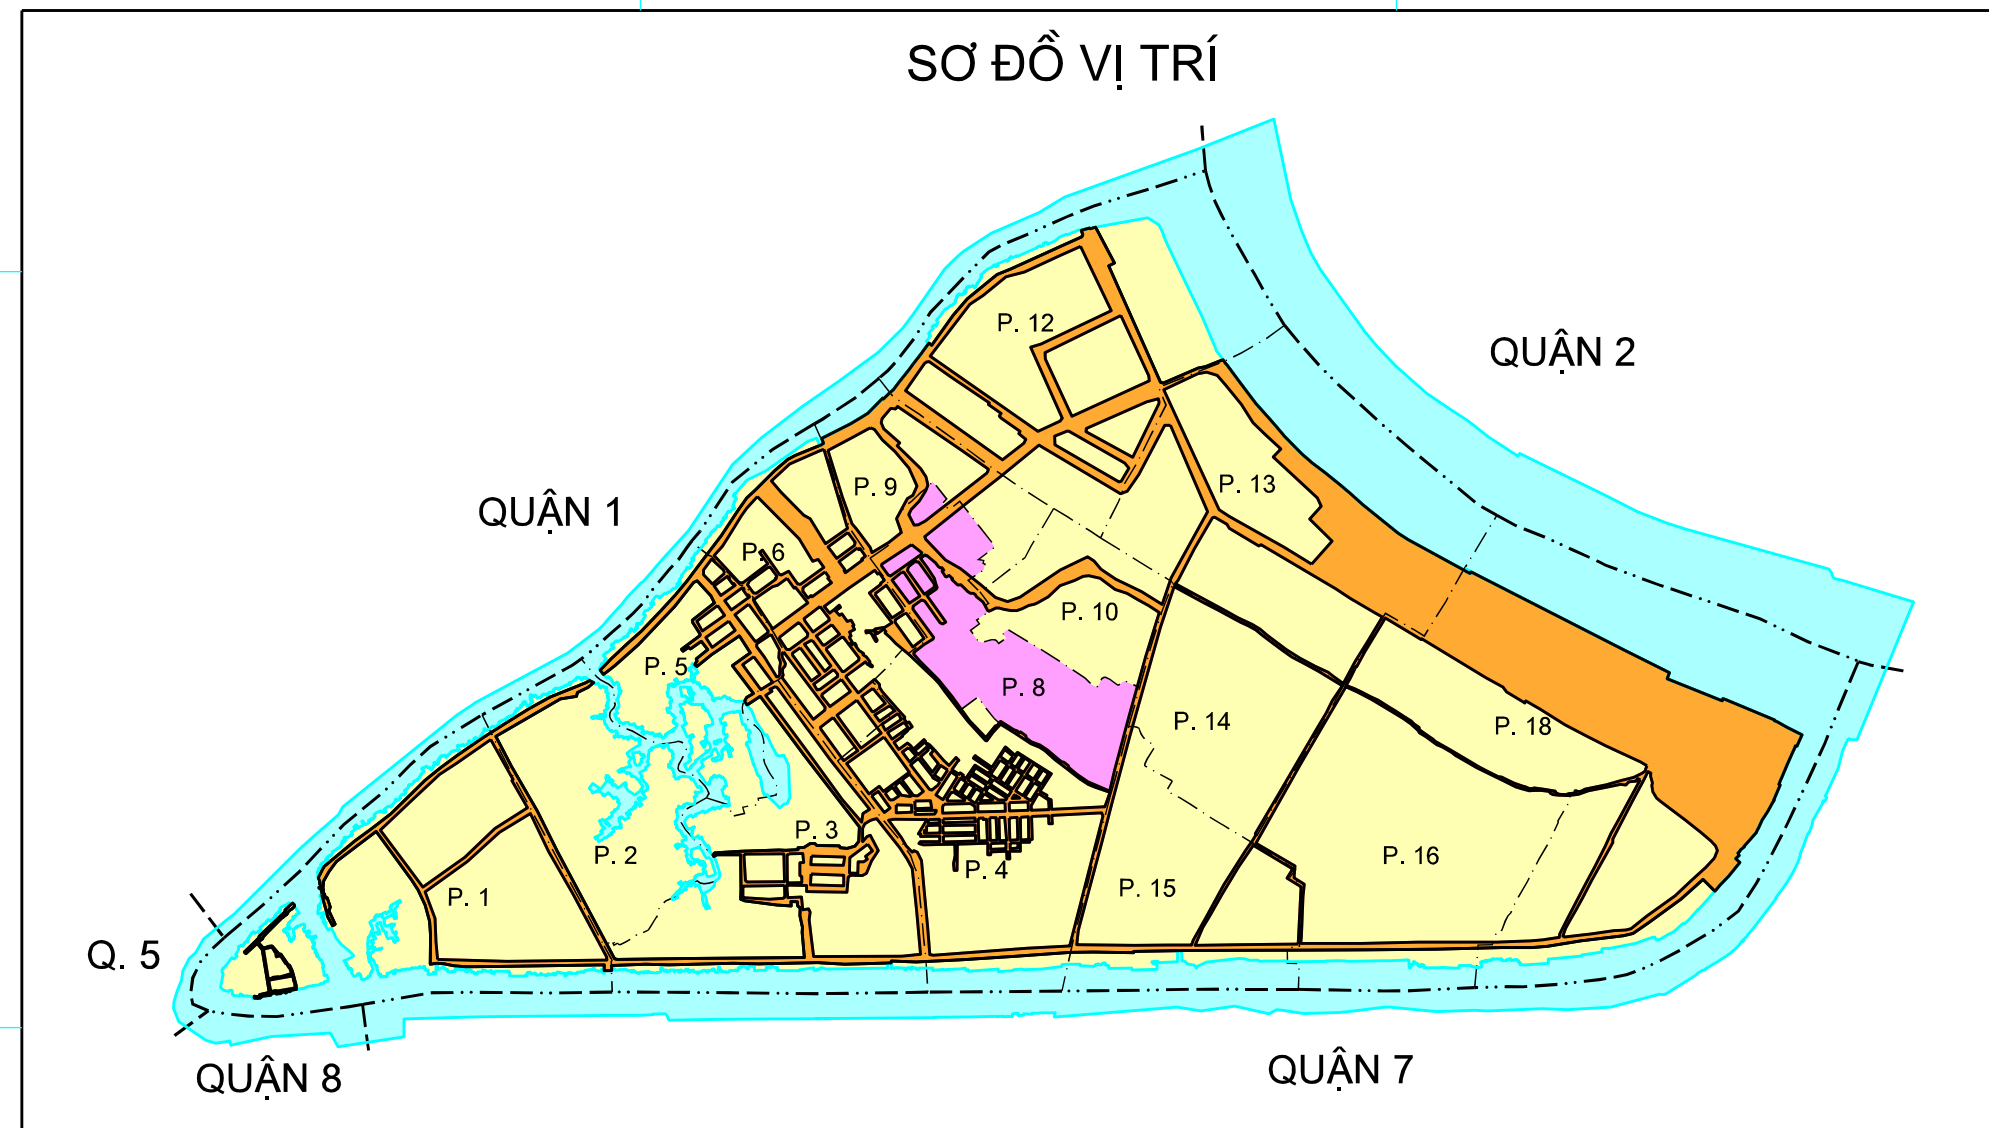 SƠ ĐỒ VỊ TRÍ
P. 12
QUẬN 2
P. 9
P. 13
QUẬN 1
P. 6
P. 10
P. 5
P. 8
P. 14
P. 18
P. 3
P. 2
P. 16
P. 4
P. 15
P. 1
Q. 5
QUẬN 8
QUẬN 7